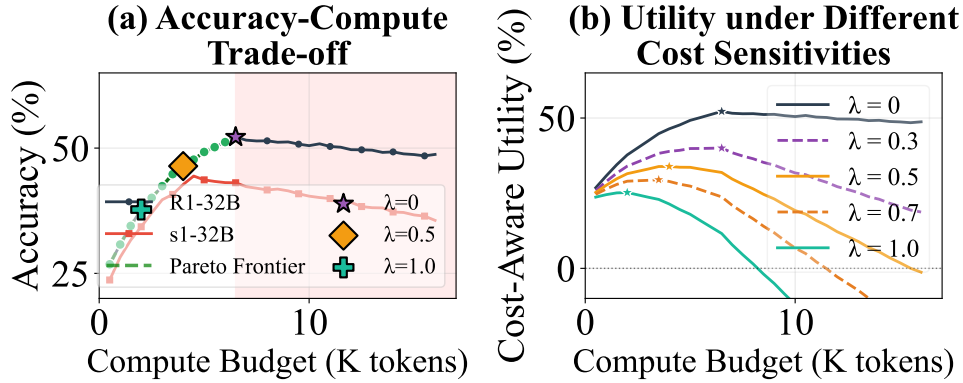 (a) Accuracy-Compute
Trade-off
Accuracy (%)
50
25
R1-32B
s1-32B
Pareto Frontier
λ=0
λ=0.5
λ=1.0
0
10
Compute Budget (K tokens)
(b) Utility under Different
Cost Sensitivities
Cost-Aware Utility (%)
50
0
λ = 0
λ = 0.3
λ = 0.5
λ = 0.7
λ = 1.0
0
10
Compute Budget (K tokens)